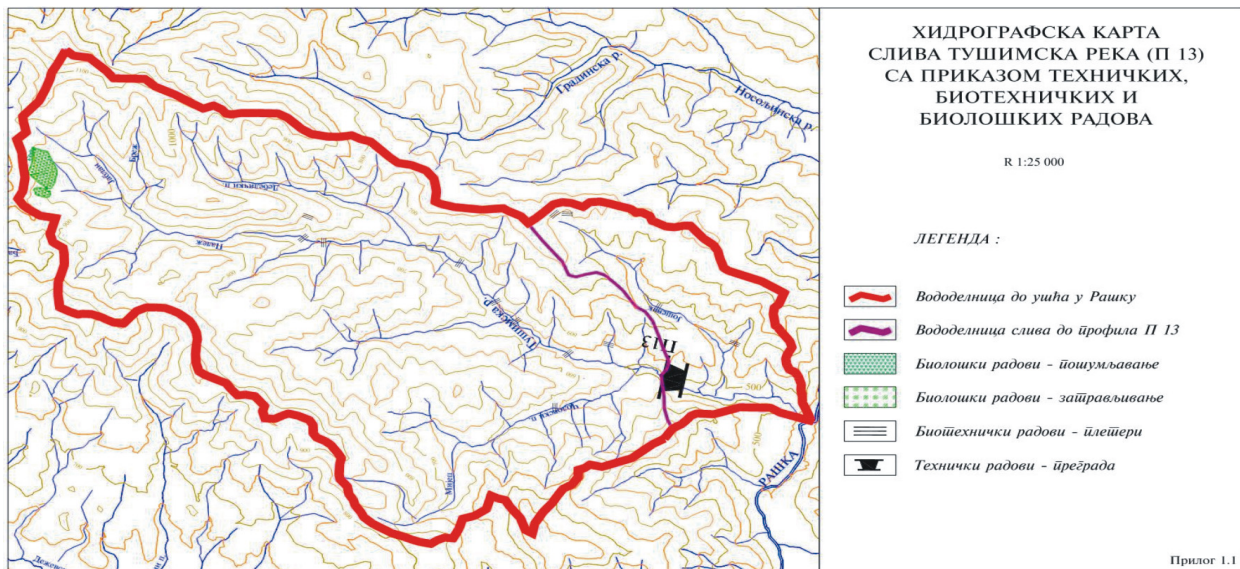 ХИДРОГРАФСКА КАРТА
СЛИВА ТУШИМСКА РЕКА (П 13)
СА ПРИКАЗОМ ТЕХНИЧКИХ,
БИОТЕХНИЧКИХ И
БИОЛОШКИХ РАДОВА
R 1:25 000
ЛЕГЕНДА :
Вододелница до ушћа у Рашку
Вододелница слива до профила П 13
Биолошки радови - пошумљавање
Биолошки радови - затрављивање
Биотехнички радови - плетери
Технички радови - преграда
Прилог 1.1
Градинска р.
Носољинска р.
1000
Тушимска р.
П13
500
500
РАШКА